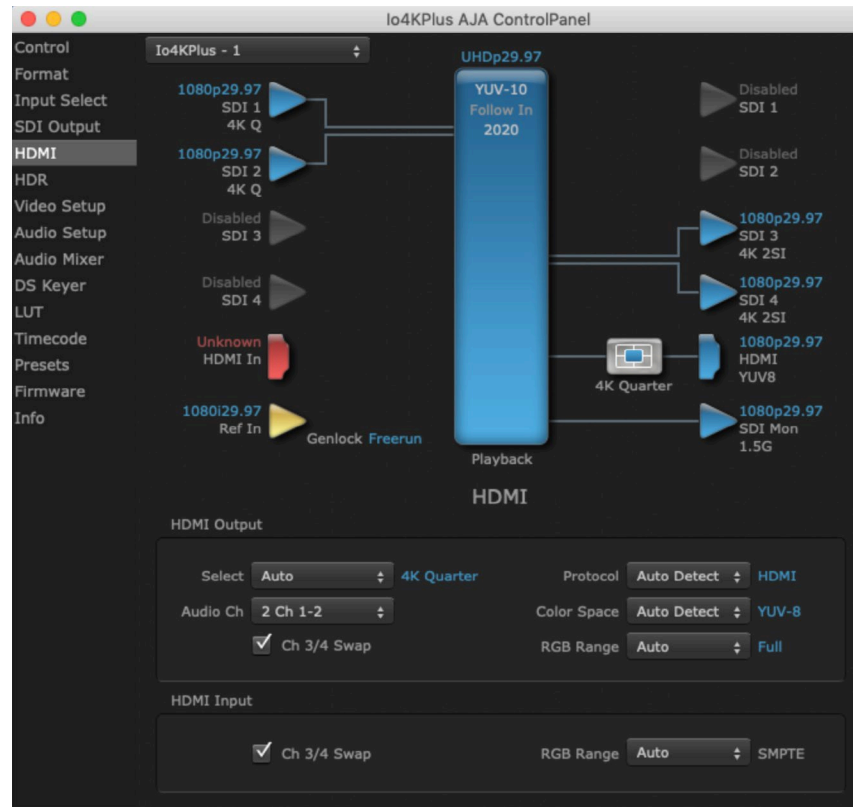 Io4KPlus AJA ControlPanel
Control
Format
Input Select
SDI Output
HDMI
HDR
Video Setup
Audio Setup
Audio Mixer
DS Keyer
LUT
Timecode
Presets
Firmware
Info
Io4KPlus - 1
UHDp29.97
YUV-10
Follow In
2020
Playback
1080p29.97
SDI 1
4K Q
1080p29.97
SDI 2
4K Q
Disabled
SDI 3
Disabled
SDI 4
Unknown
HDMI In
1080i29.97
Ref In
Genlock Freerun
Disabled
SDI 1
Disabled
SDI 2
1080p29.97
SDI 3
4K 2SI
1080p29.97
SDI 4
4K 2SI
4K Quarter
1080p29.97
HDMI
YUV8
1080p29.97
SDI Mon
1.5G
HDMI
HDMI Output
Select Auto 4K Quarter
Protocol Auto Detect HDMI
Audio Ch 2 Ch 1-2
Color Space Auto Detect YUV-8
Ch 3/4 Swap
RGB Range Auto Full
HDMI Input
Ch 3/4 Swap
RGB Range Auto SMPTE